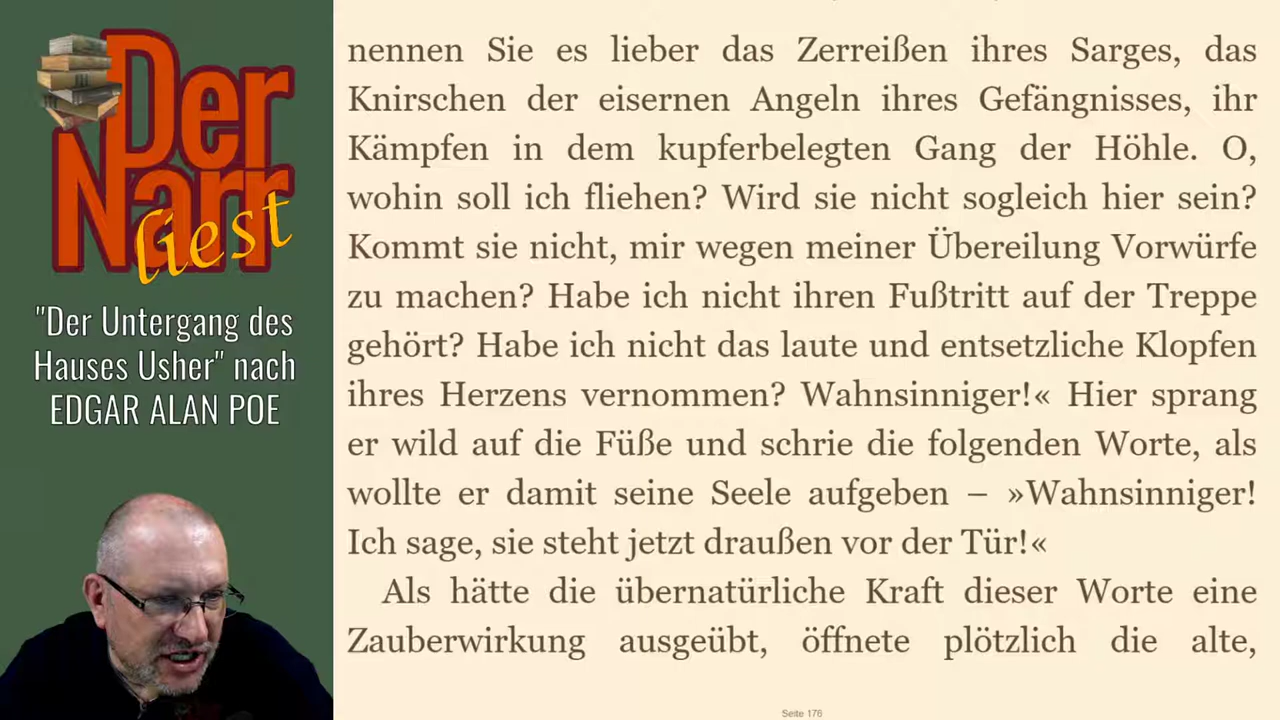 Der
Narr
liest
"Der Untergang des
Hauses Usher" nach
EDGAR ALAN POE
nennen Sie es lieber das Zerreißen ihres Sarges, das
Knirschen der eisernen Angeln ihres Gefängnisses, ihr
Kämpfen in dem kupferbelegten Gang der Höhle. O,
wohin soll ich fliehen? Wird sie nicht sogleich hier sein?
Kommt sie nicht, mir wegen meiner Übereilung Vorwürfe
zu machen? Habe ich nicht ihren Fußtritt auf der Treppe
gehört? Habe ich nicht das laute und entsetzliche Klopfen
ihres Herzens vernommen? Wahnsinniger!« Hier sprang
er wild auf die Füße und schrie die folgenden Worte, als
wollte er damit seine Seele aufgeben – »Wahnsinniger!
Ich sage, sie steht jetzt draußen vor der Tür!«
Als hätte die übernatürliche Kraft dieser Worte eine
Zauberwirkung ausgeübt, öffnete plötzlich die alte,
Seite 176